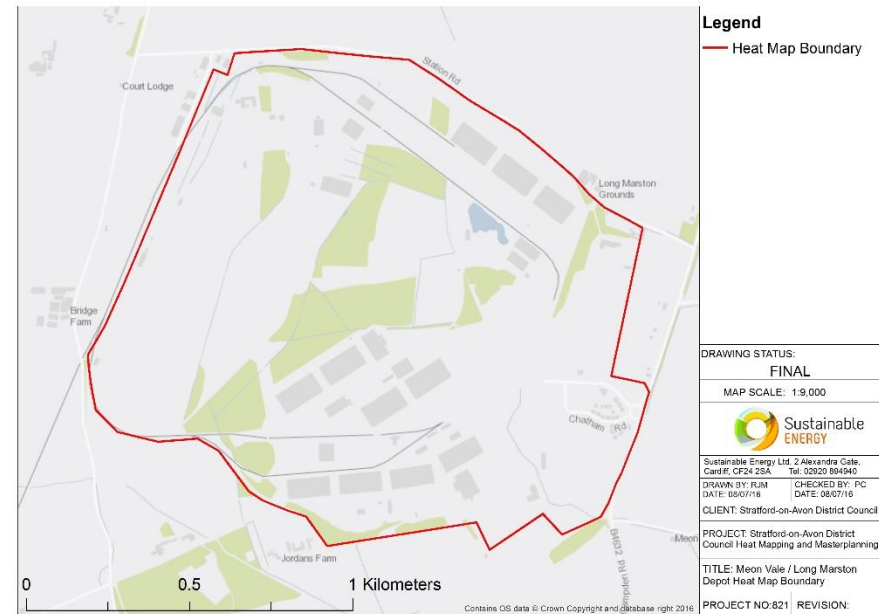 Legend
Heat Map Boundary
Station Rd
Court Lodge
Long Marston
Grounds
Bridge
Farm
Chatham Rd
Jordans Farm
B4632
Meon
0 0.5 1 Kilometers
Contains OS data © Crown Copyright and database right 2016
DRAWING STATUS:
FINAL
MAP SCALE: 1:9,000
Sustainable
ENERGY
Sustainable Energy Ltd. 2 Alexandra Gate,
Cardiff, CF24 2SA Tel: 02920 894940
DRAWN BY: RJM CHECKED BY: PC
DATE: 08/07/16 DATE: 08/07/16
CLIENT: Stratford-on-Avon District Council
PROJECT: Stratford-on-Avon District
Council Heat Mapping and Masterplanning
TITLE: Meon Vale / Long Marston
Depot Heat Map Boundary
PROJECT NO:821 REVISION: